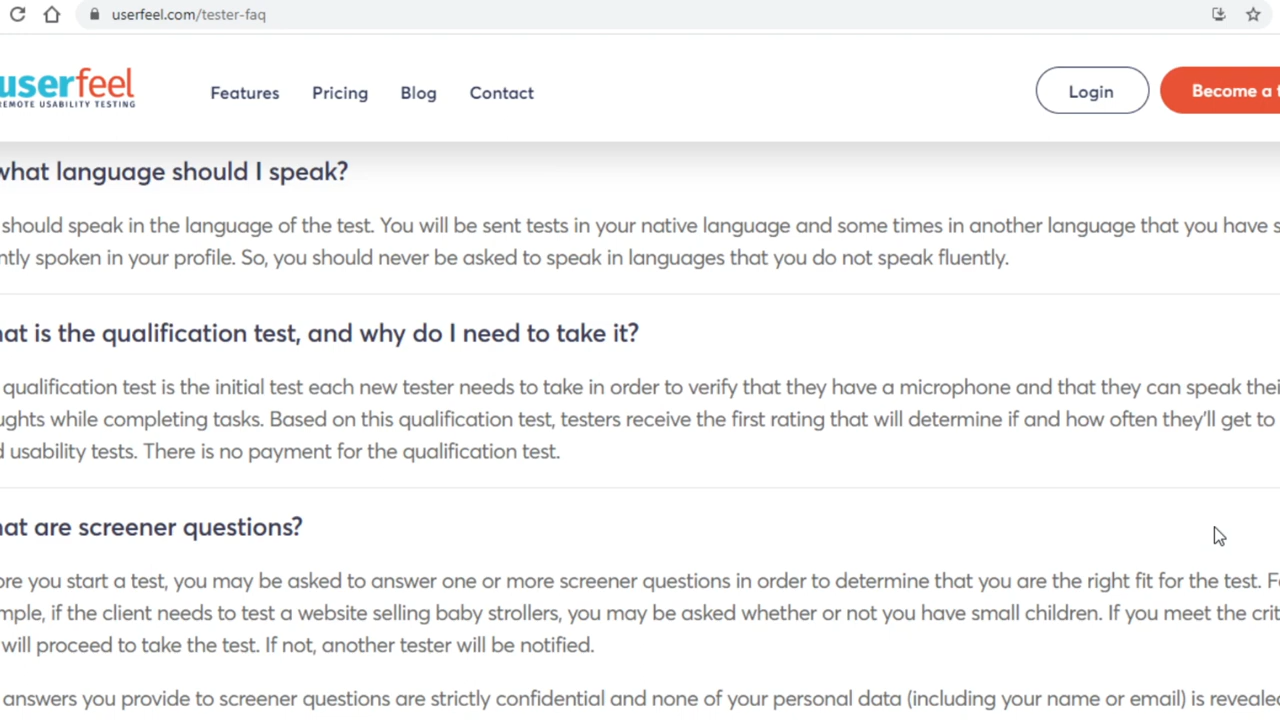 userfeel.com/tester-faq
userfeel
REMOTE USABILITY TESTING
Features Pricing Blog Contact Login Become a
what language should I speak?
should speak in the language of the test. You will be sent tests in your native language and some times in another language that you have
spoken in your profile. So, you should never be asked to speak in languages that you do not speak fluently.
is the qualification test, and why do I need to take it?
qualification test is the initial test each new tester needs to take in order to verify that they have a microphone and that they can speak
while completing tasks. Based on this qualification test, testers receive the first rating that will determine if and how often they'll get to
usability tests. There is no payment for the qualification test.
are screener questions?
you start a test, you may be asked to answer one or more screener questions in order to determine that you are the right fit for the test.
if the client needs to test a website selling baby strollers, you may be asked whether or not you have small children. If you meet the
will proceed to take the test. If not, another tester will be notified.
answers you provide to screener questions are strictly confidential and none of your personal data (including your name or email) is